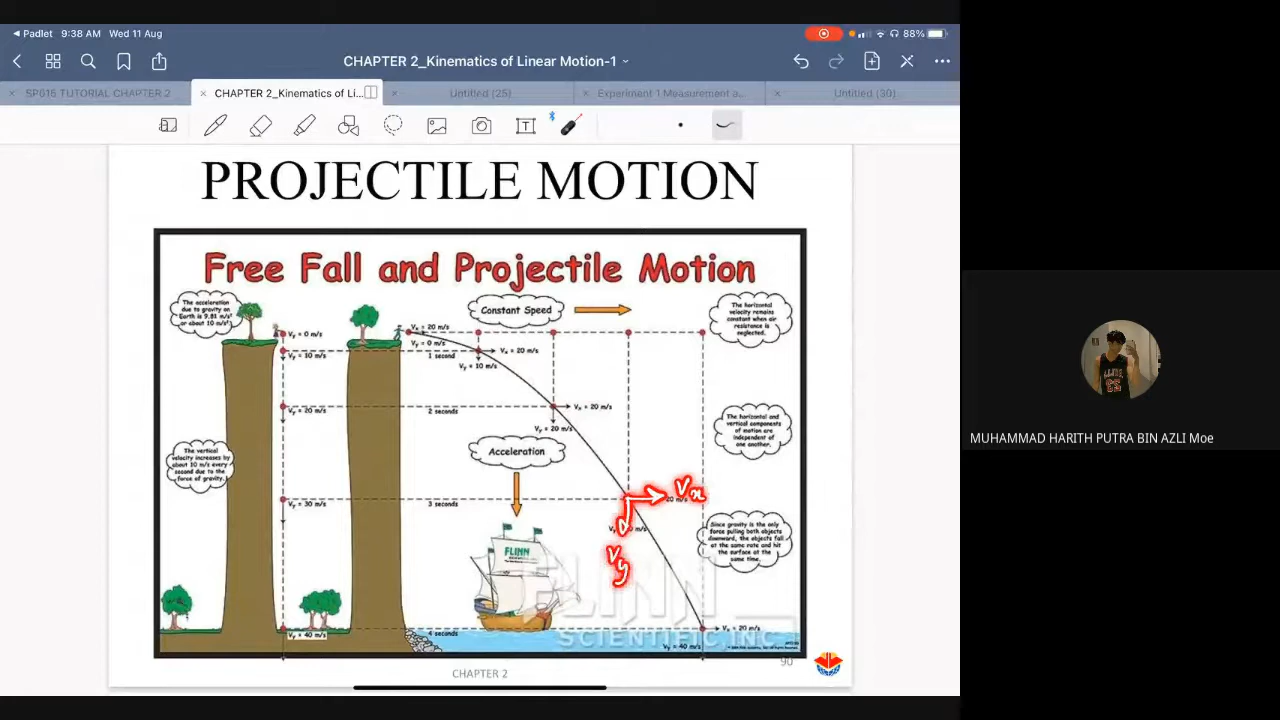 Padlet 9:38 AM Wed 11 Aug
88%
CHAPTER 2_Kinematics of Linear Motion-1
SP015 TUTORIAL CHAPTER 2
CHAPTER 2_Kinematics of Li...
Untitled (25)
Experiment 1 Measurement a...
Untitled (30)
PROJECTILE MOTION
Free Fall and Projectile Motion
The acceleration
due to gravity on
Earth is 9.81 m/s²
or about 10 m/s².
Constant Speed
The horizontal
velocity remains
constant when air
resistance is
neglected.
Vy = 0 m/s
Vx = 20 m/s
Vy = 0 m/s
Vy = 10 m/s
1 second
Vx = 20 m/s
Vy = 10 m/s
Vy = 20 m/s
2 seconds
Vx = 20 m/s
Vy = 20 m/s
The horizontal and
vertical components
of motion are
independent of
one another.
The vertical
velocity increases by
about 10 m/s every
second due to the
force of gravity.
Acceleration
Vy = 30 m/s
3 seconds
20 m/s
Vx
Vy
Since gravity is the only
force pulling both objects
downward, the objects fall
at the same rate and hit
the surface at the
same time.
FLINN
FLINN
SCIENTIFIC INC
Vy = 40 m/s
4 seconds
Vx = 20 m/s
Vy = 40 m/s
CHAPTER 2
90
MUHAMMAD HARITH PUTRA BIN AZLI Moe